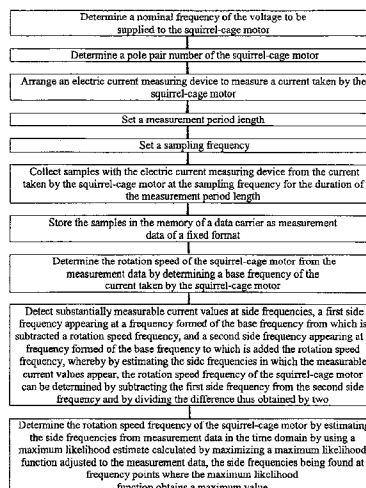 Determine a nominal frequency of the voltage to be
supplied to the squirrel-cage motor
Determine a pole pair number of the squirrel-cage motor
Arrange an electric current measuring device to measure a current taken by the
squirrel-cage motor
Set a measurement period length
Set a sampling frequency
Collect samples with the electric current measuring device from the current
taken by the squirrel-cage motor at the sampling frequency for the duration of
the measurement period length
Store the samples in the memory of a data carrier as measurement
data of a fixed format
Determine the rotation speed of the squirrel-cage motor from the
measurement data by determining a base frequency of the
current taken by the squirrel-cage motor
Detect substantially measurable current values at side frequencies, a first side
frequency appearing at a frequency formed of the base frequency from which is
subtracted a rotation speed frequency, and a second side frequency appearing at
frequency formed of the base frequency to which is added the rotation speed
frequency, whereby by estimating the side frequencies in which the measurable
current values appear, the rotation speed frequency of the squirrel-cage motor
can be determined by subtracting the first side frequency from the second side
frequency and by dividing the difference thus obtained by two
Determine the rotation speed frequency of the squirrel-cage motor by estimating
the side frequencies from measurement data in the time domain by using a
maximum likelihood estimate calculated by maximizing a maximum likelihood
function adjusted to the measurement data, the side frequencies being found at
frequency points where the maximum likelihood
function obtains a maximum value